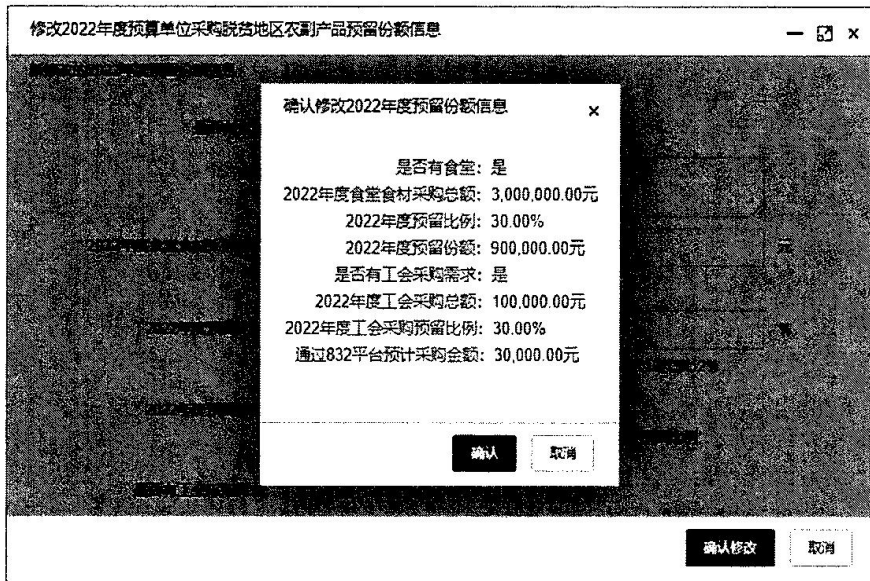 修改2022年度预算单位采购脱贫地区农副产品预留份额信息
确认修改2022年度预留份额信息
是否有食堂：是
2022年度食堂食材采购总额：3,000,000.00元
2022年度预留比例：30.00%
2022年度预留份额：900,000.00元
是否有工会采购需求：是
2022年度工会采购总额：100,000.00元
2022年度工会采购预留比例：30.00%
通过832平台预计采购金额：30,000.00元
确认
取消
确认修改
取消